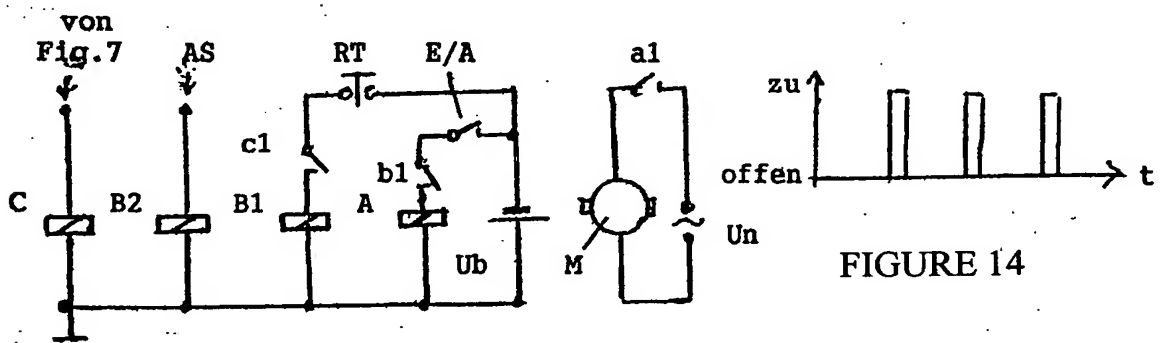 von
Fig.7 AS RT E/A a1
zu
c1 b1
offen t
C B2 B1 A
Ub M Un
FIGURE 14